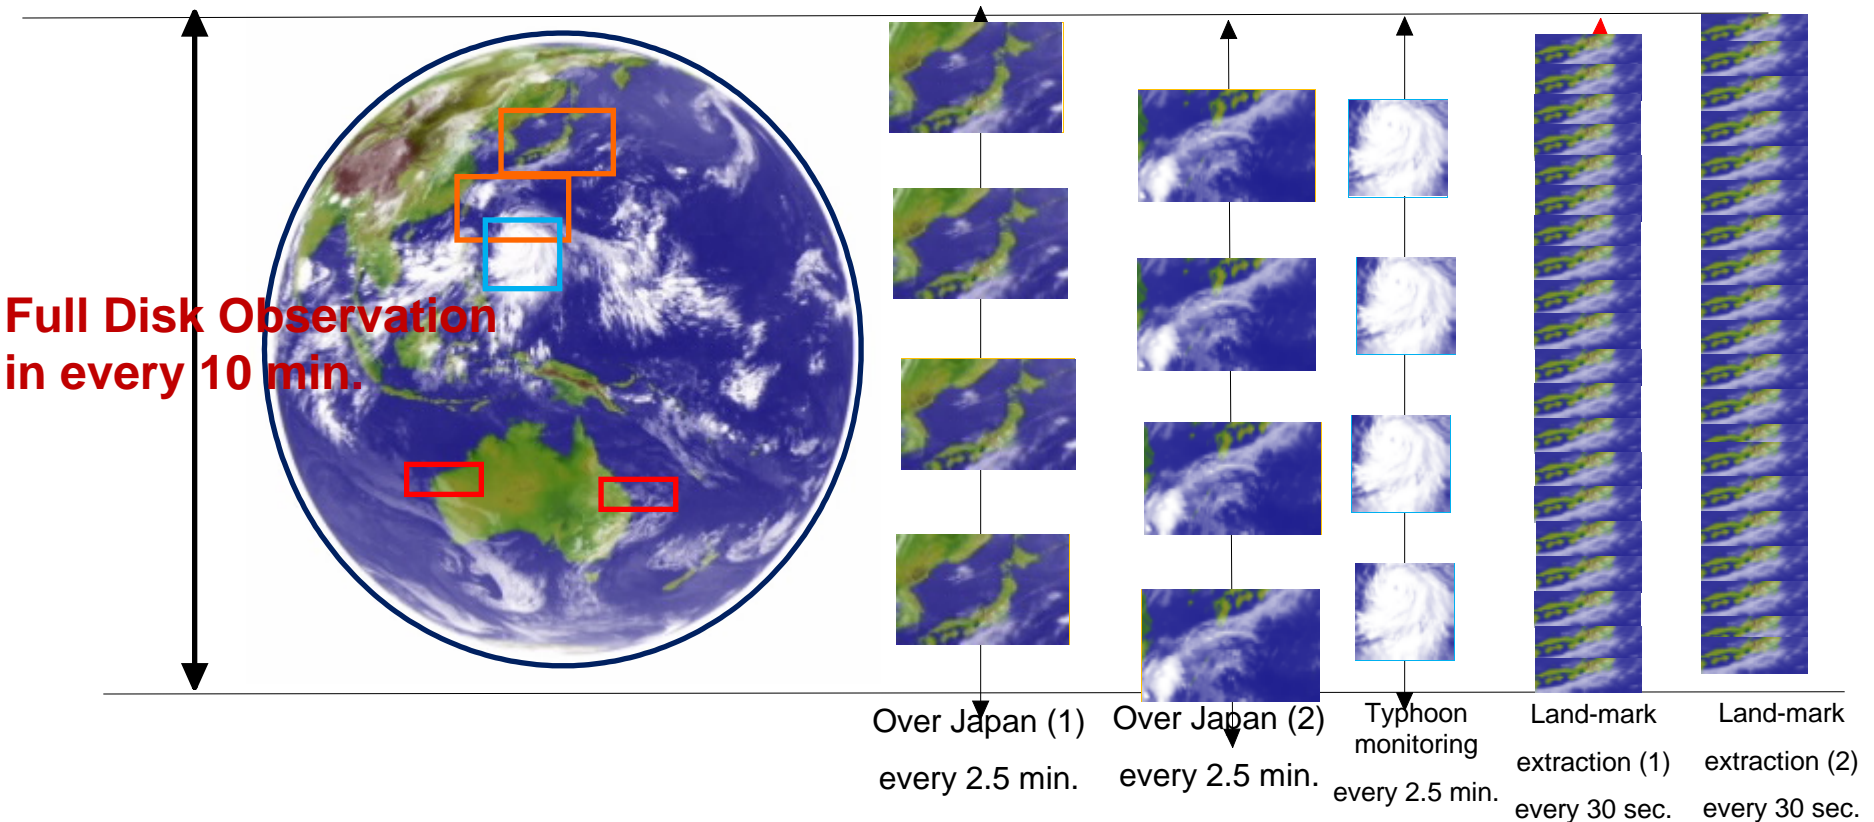 Full Disk Observation
in every 10 min.
Over Japan (1)
every 2.5 min.
Over Japan (2)
every 2.5 min.
Typhoon
monitoring
every 2.5 min.
Land-mark
extraction (1)
every 30 sec.
Land-mark
extraction (2)
every 30 sec.